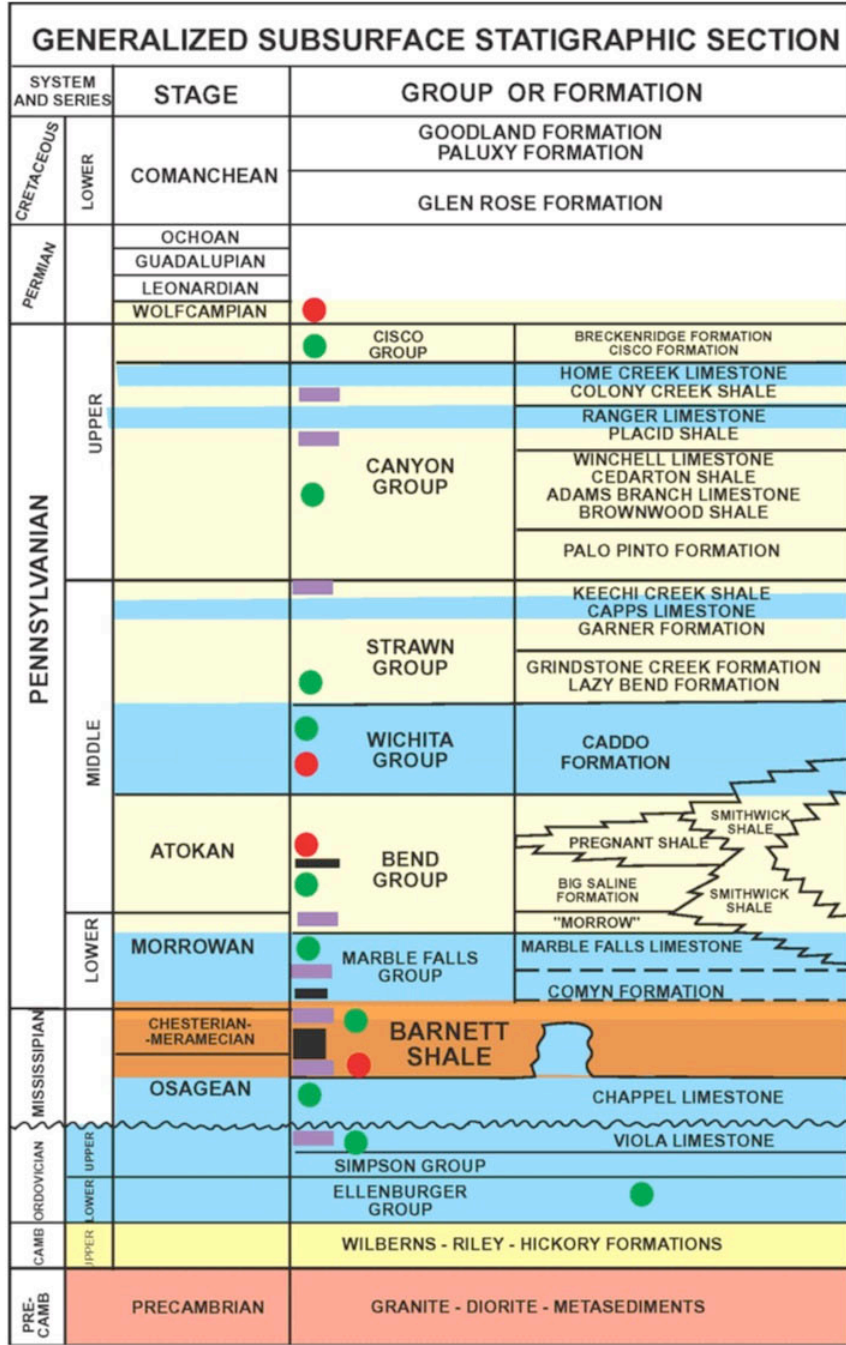 GENERALIZED SUBSURFACE STATIGRAPHIC SECTION
SYSTEM
AND SERIES
STAGE
GROUP OR FORMATION
CRETACEOUS
LOWER
COMANCHEAN
GOODLAND FORMATION
PALUXY FORMATION
GLEN ROSE FORMATION
PERMIAN
OCHOAN
GUADALUPIAN
LEONARDIAN
WOLFCAMPIAN
PENNSYLVANIAN
UPPER
CISCO
GROUP
BRECKENRIDGE FORMATION
CISCO FORMATION
HOME CREEK LIMESTONE
COLONY CREEK SHALE
RANGER LIMESTONE
PLACID SHALE
CANYON
GROUP
WINCHELL LIMESTONE
CEDARTON SHALE
ADAMS BRANCH LIMESTONE
BROWNWOOD SHALE
PALO PINTO FORMATION
MIDDLE
KEECHI CREEK SHALE
CAPPS LIMESTONE
GARNER FORMATION
STRAWN
GROUP
GRINDSTONE CREEK FORMATION
LAZY BEND FORMATION
WICHITA
GROUP
CADDO
FORMATION
ATOKAN
BEND
GROUP
SMITHWICK
SHALE
PREGNANT SHALE
BIG SALINE
FORMATION
SMITHWICK
SHALE
"MORROW"
LOWER
MORROWAN
MARBLE FALLS
GROUP
MARBLE FALLS LIMESTONE
COMYN FORMATION
MISSISSIPIAN
CHESTERIAN-
-MERAMECIAN
BARNETT
SHALE
OSAGEAN
CHAPPEL LIMESTONE
ORDOVICIAN
UPPER
VIOLA LIMESTONE
SIMPSON GROUP
LOWER
ELLENBURGER
GROUP
CAMB
UPPER
WILBERNS - RILEY - HICKORY FORMATIONS
PRE-
CAMB
PRECAMBRIAN
GRANITE - DIORITE - METASEDIMENTS